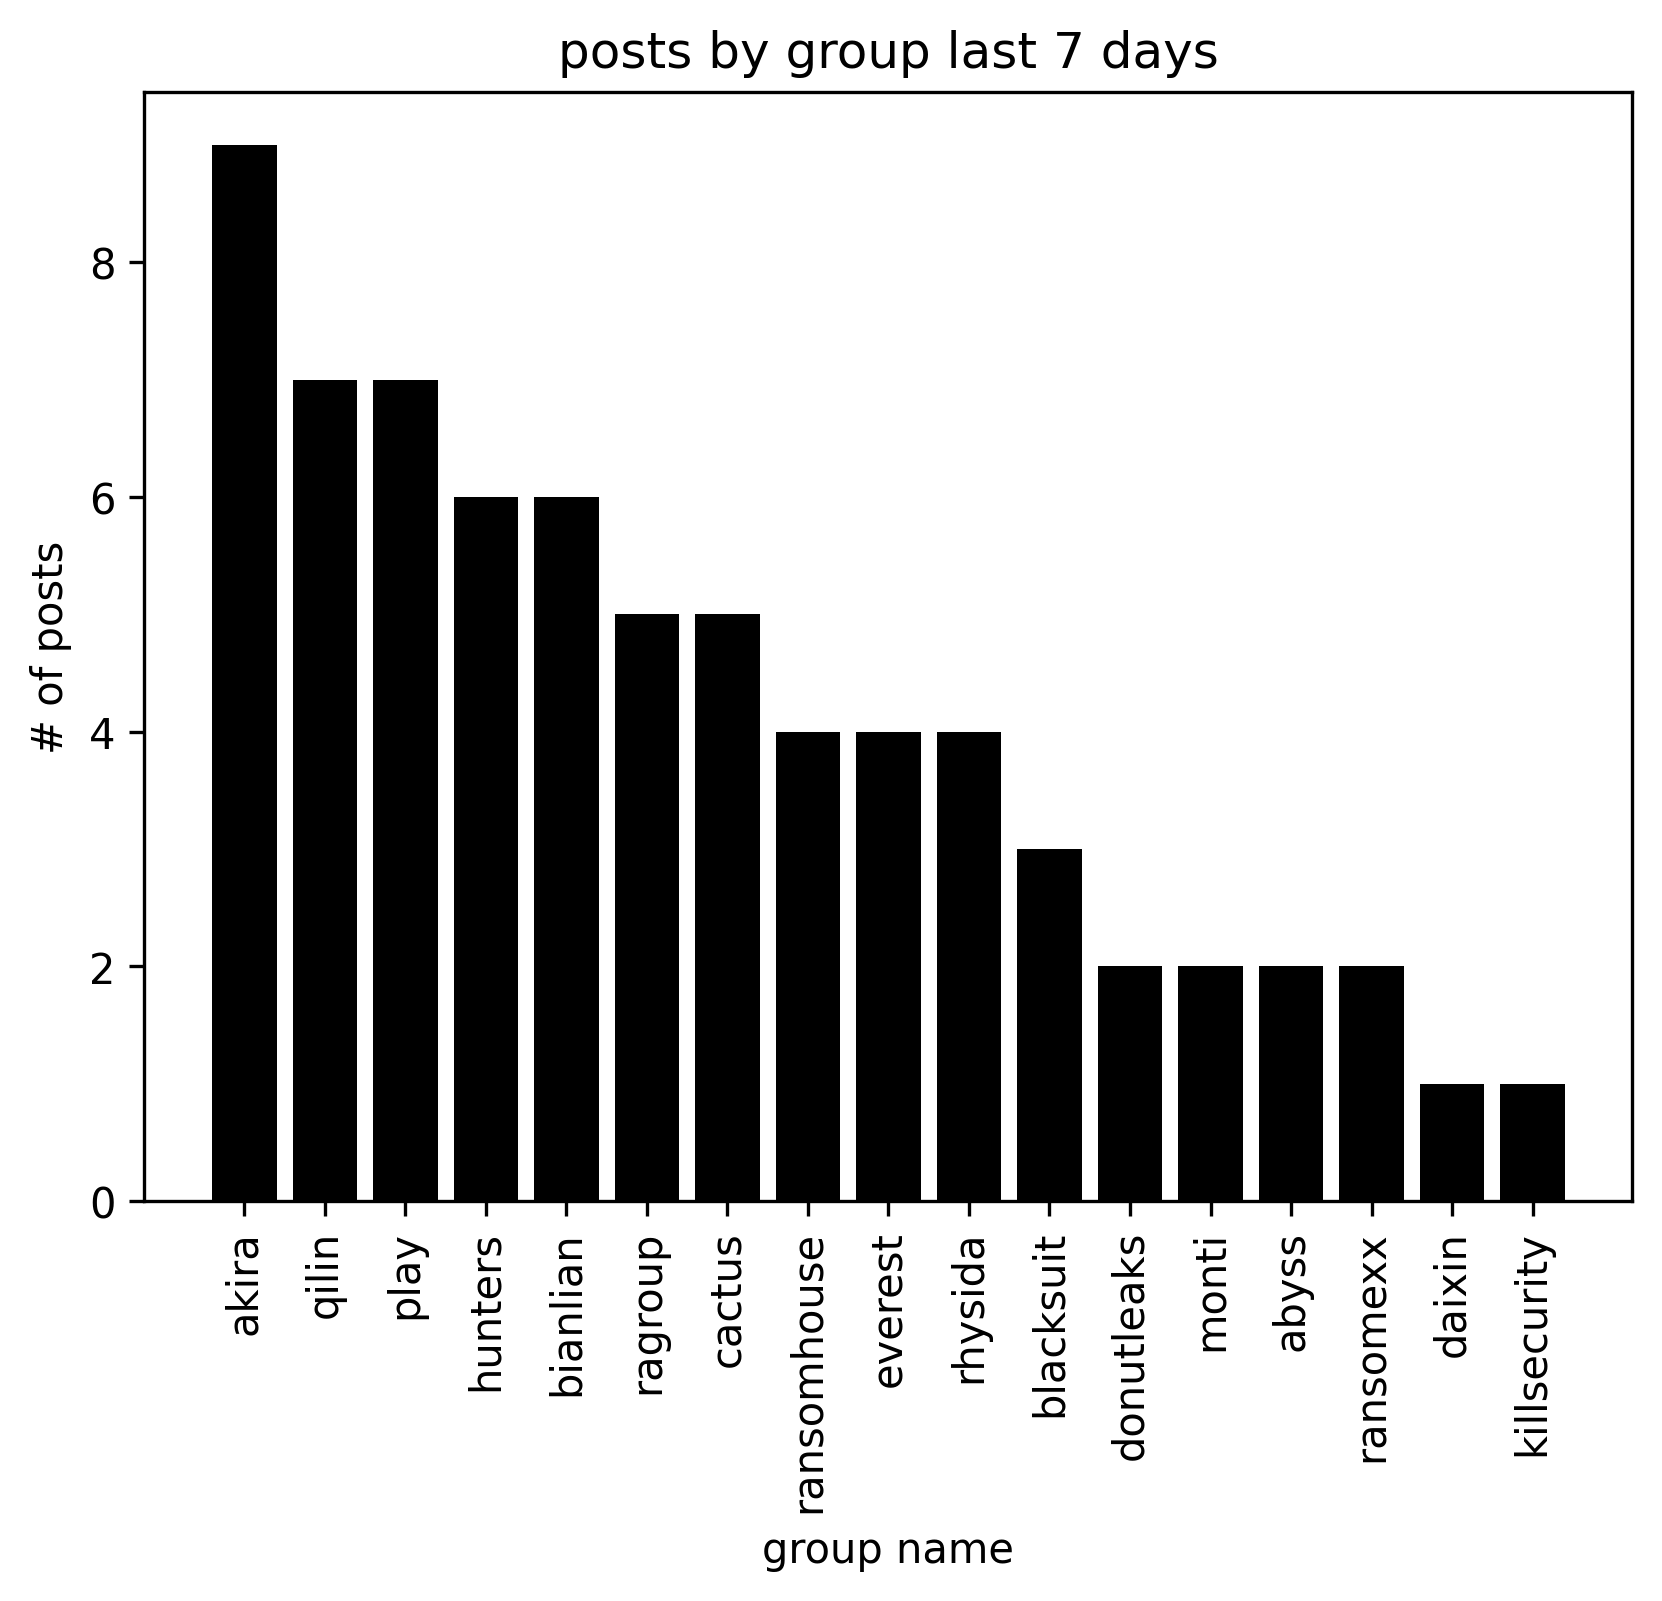 posts by group last 7 days
# of posts
8
6
4
2
0
akira
qilin
play
hunters
bianlian
ragroup
cactus
ransomhouse
everest
rhysida
blacksuit
donutleaks
monti
abyss
ransomexx
daixin
killsecurity
group name